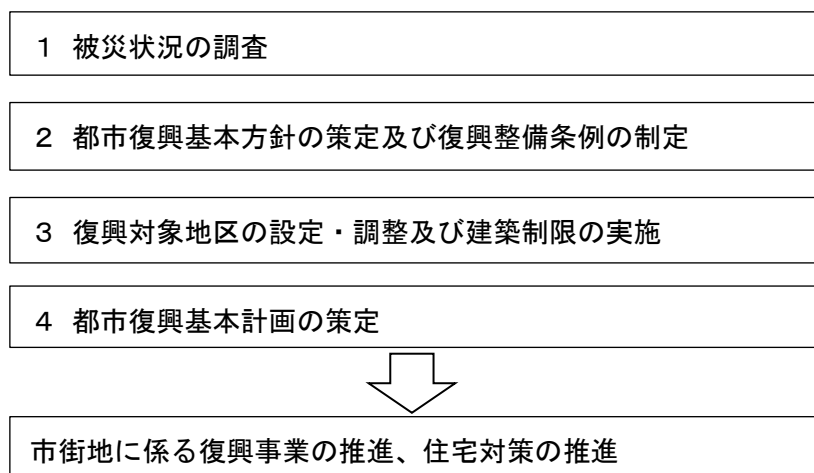 １ 被災状況の調査
２ 都市復興基本方針の策定及び復興整備条例の制定
３ 復興対象地区の設定・調整及び建築制限の実施
４ 都市復興基本計画の策定
市街地に係る復興事業の推進、住宅対策の推進